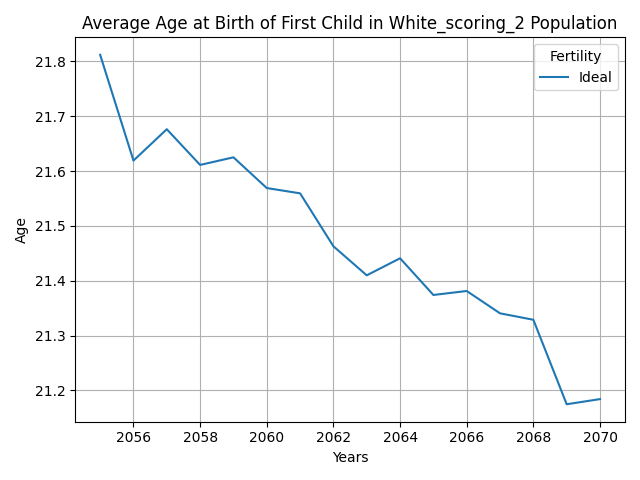 Average Age at Birth of First Child in White_scoring_2 Population
Fertility
Ideal
21.8
21.7
21.6
21.5
21.4
21.3
21.2
Age
2056 2058 2060 2062 2064 2066 2068 2070
Years